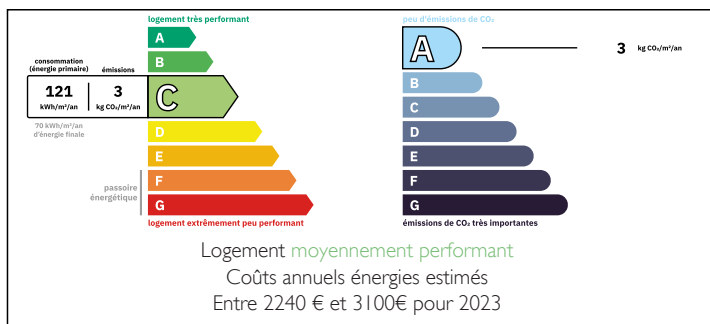 logement très performant
A
B
consommation
(énergie primaire)
émissions
121
kWh/m²/an
3
kg CO₂/m²/an
C
70 kWh/m²/an
d'énergie finale
D
E
passoire
énergétique
F
G
logement extrêmement peu performant
peu d'émissions de CO₂
A
3 kg CO₂/m²/an
B
C
D
E
F
G
émissions de CO₂ très importantes
Logement moyennement performant
Coûts annuels énergies estimés
Entre 2240 € et 3100€ pour 2023